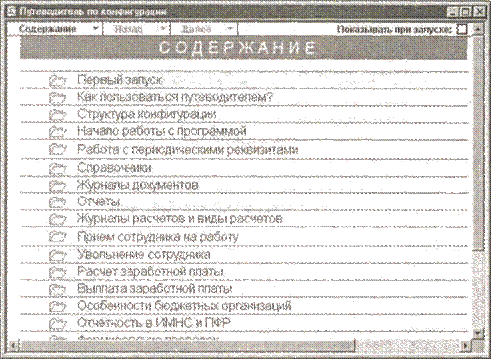 Путеводитель по конфигурации
Содержание Назад Далее Показывать при запуске:
СОДЕРЖАНИЕ
Первый запуск
Как пользоваться путеводителем?
Структура конфигурации
Начало работы с программой
Работа с периодическими реквизитами
Справочники
Журналы документов
Отчеты
Журналы расчетов и виды расчетов
Прием сотрудника на работу
Увольнение сотрудника
Расчет заработной платы
Выплата заработной платы
Особенности бюджетных организаций
Отчетность в ИМНС и ПФР